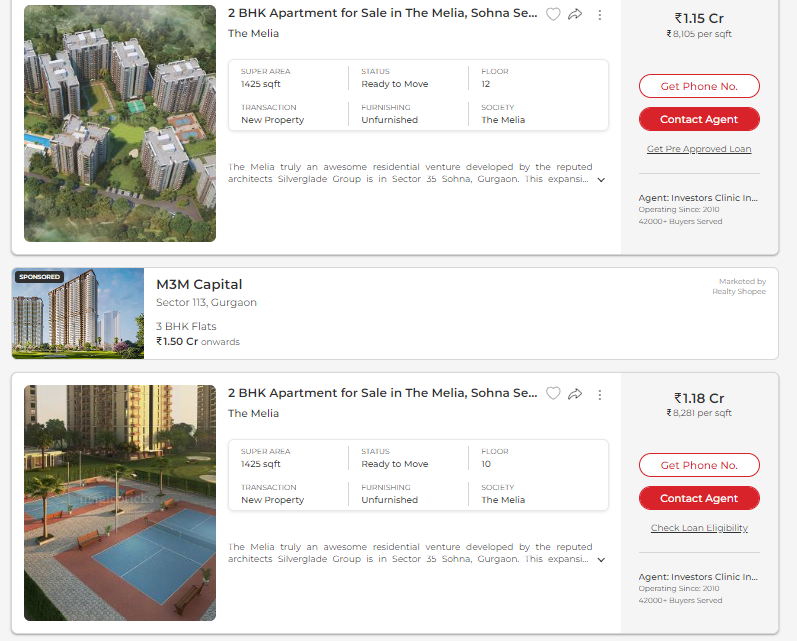 2 BHK Apartment for Sale in The Melia, Sohna Se...
The Melia
SUPER AREA
1425 sqft
STATUS
Ready to Move
FLOOR
12
TRANSACTION
New Property
FURNISHING
Unfurnished
SOCIETY
The Melia
The Melia truly an awesome residential venture developed by the reputed
architects Silverglade Group is in Sector 35 Sohna, Gurgaon. This expansi...
₹1.15 Cr
₹8,105 per sqft
Get Phone No.
Contact Agent
Get Pre Approved Loan
Agent: Investors Clinic In...
Operating Since: 2010
42000+ Buyers Served
SPONSORED
M3M Capital
Sector 113, Gurgaon
3 BHK Flats
₹1.50 Cr onwards
Marketed by
Realty Shopee
2 BHK Apartment for Sale in The Melia, Sohna Se...
The Melia
SUPER AREA
1425 sqft
STATUS
Ready to Move
FLOOR
10
TRANSACTION
New Property
FURNISHING
Unfurnished
SOCIETY
The Melia
The Melia truly an awesome residential venture developed by the reputed
architects Silverglade Group is in Sector 35 Sohna, Gurgaon. This expansi...
₹1.18 Cr
₹8,281 per sqft
Get Phone No.
Contact Agent
Check Loan Eligibility
Agent: Investors Clinic In...
Operating Since: 2010
42000+ Buyers Served